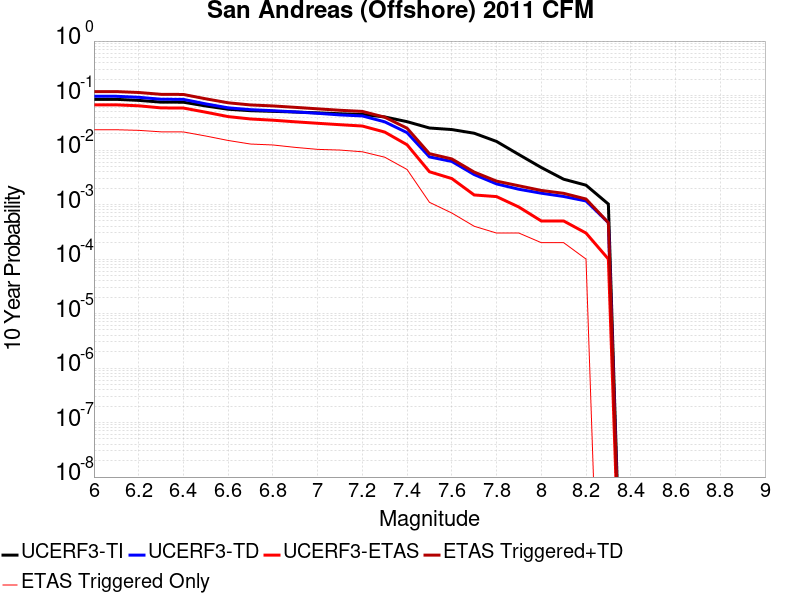 San Andreas (Offshore) 2011 CFM
10 0
10 -1
10 -2
10 -3
10 -4
10 -5
10 -6
10 -7
10 -8
10 Year Probability
6 6.2 6.4 6.6 6.8 7 7.2 7.4 7.6 7.8 8 8.2 8.4 8.6 8.8 9
Magnitude
UCERF3-TI UCERF3-TD UCERF3-ETAS ETAS Triggered+TD
ETAS Triggered Only